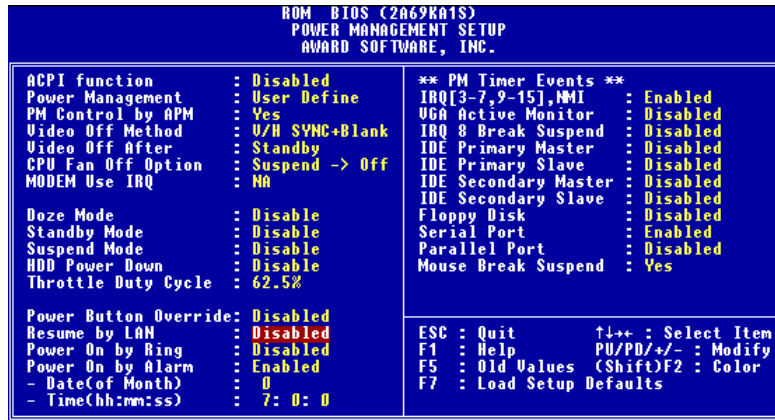 ROM BIOS (2A69KA1S)
POWER MANAGEMENT SETUP
AWARD SOFTWARE, INC.
ACPI function : Disabled
Power Management : User Define
PM Control by APM : Yes
Video Off Method : V/H SYNC+Blank
Video Off After : Standby
CPU Fan Off Option : Suspend -> Off
MODEM Use IRQ : NA
Doze Mode : Disable
Standby Mode : Disable
Suspend Mode : Disable
HDD Power Down : Disable
Throttle Duty Cycle : 62.5%
Power Button Override: Disabled
Resume by LAN : Disabled
Power On by Ring : Disabled
Power On by Alarm : Enabled
- Date(of Month) : 0
- Time(hh:mm:ss) : 7: 0: 0
** PM Timer Events **
IRQ[3-7,9-15],NMI : Enabled
VGA Active Monitor : Disabled
IRQ 8 Break Suspend : Disabled
IDE Primary Master : Disabled
IDE Primary Slave : Disabled
IDE Secondary Master : Disabled
IDE Secondary Slave : Disabled
Floppy Disk : Disabled
Serial Port : Enabled
Parallel Port : Disabled
Mouse Break Suspend : Yes
ESC : Quit ↑↓→← : Select Item
F1 : Help PU/PD/+/- : Modify
F5 : Old Values (Shift)F2 : Color
F7 : Load Setup Defaults